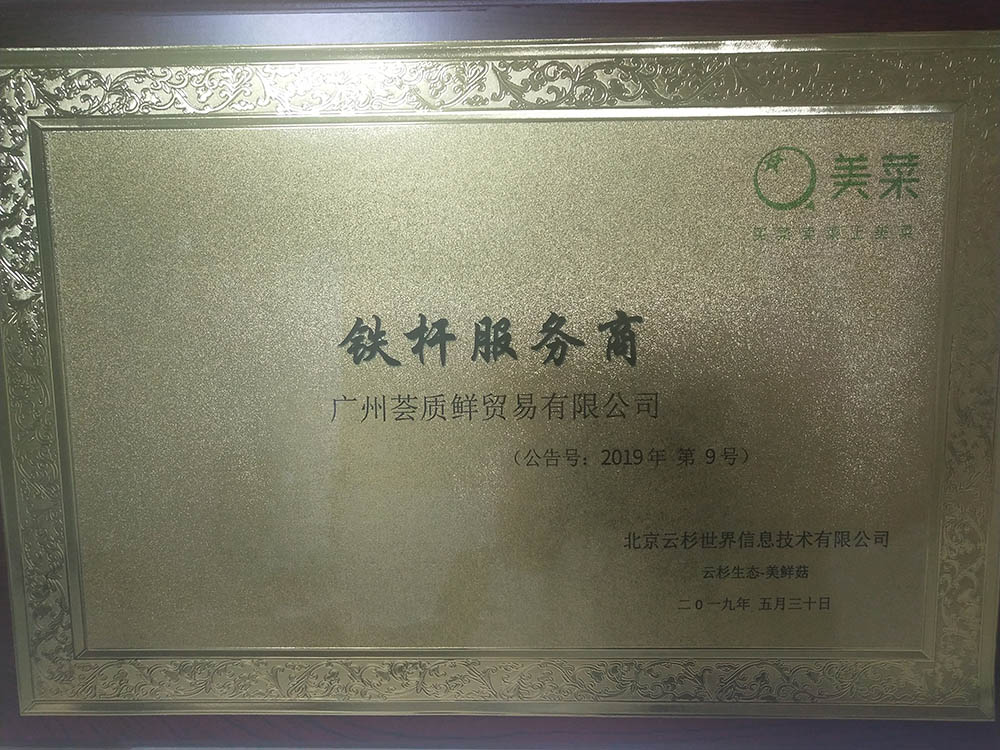 美菜
铁杆服务商
广州荟质鲜贸易有限公司
（公告号：2019年 第 9号）
北京云杉世界信息技术有限公司
云杉生态-美鲜菇
二0一九年 五月三十日